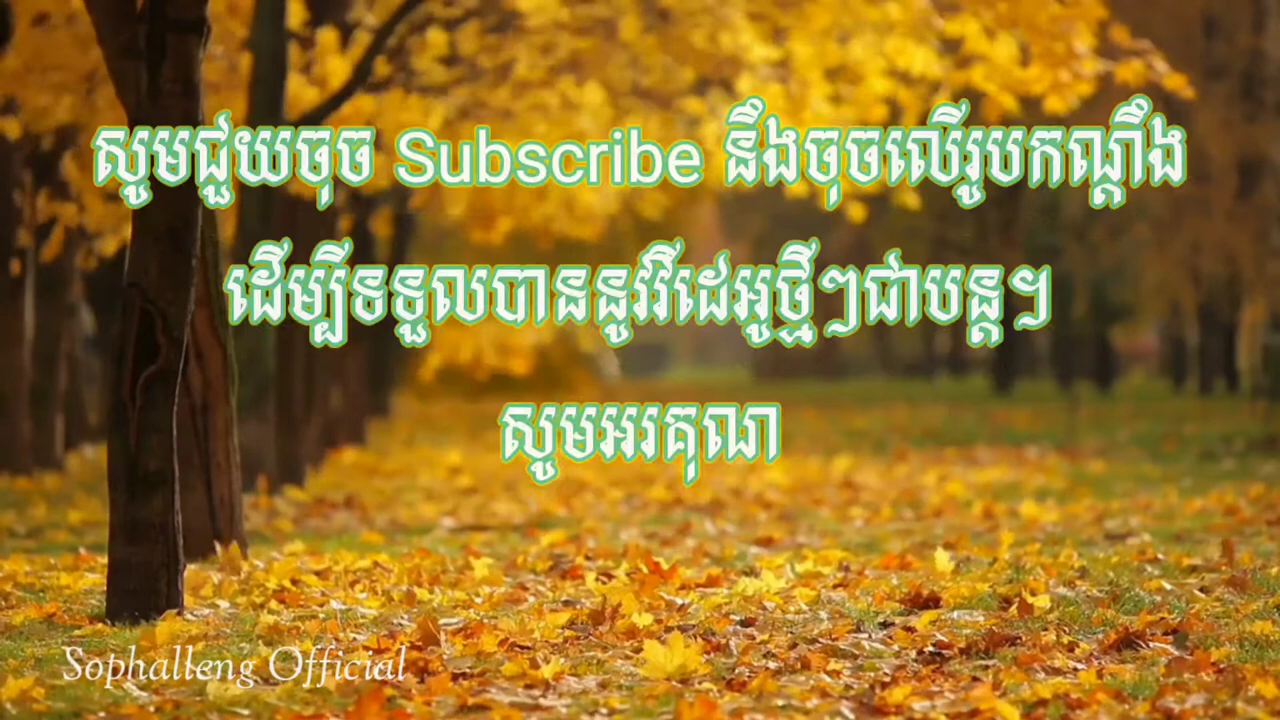 សូមជួយចុច Subscribe នឹងចុចលើរូបកណ្ដឹង
ដើម្បីទទួលបាននូវវីដេអូថ្មីៗជាបន្តៗ
សូមអរគុណ
Sophalleng Official